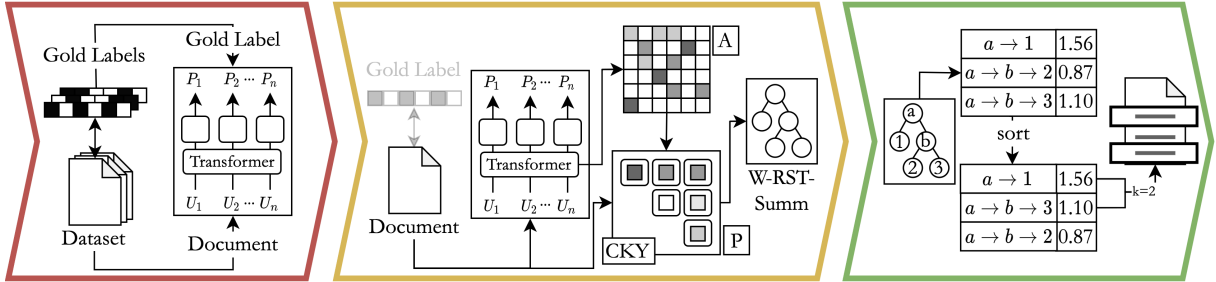 Gold Labels
Gold Label
P₁ P₂ ⋯ Pₙ
Transformer
U₁ U₂ ⋯ Uₙ
Dataset
Document
Gold Label
Document
P₁ P₂ ⋯ Pₙ
Transformer
U₁ U₂ ⋯ Uₙ
A
CKY
P
W-RST-
Summ
a
1 b
2 3
a → 1 1.56
a → b → 2 0.87
a → b → 3 1.10
sort
a → 1 1.56
a → b → 3 1.10
a → b → 2 0.87
k=2